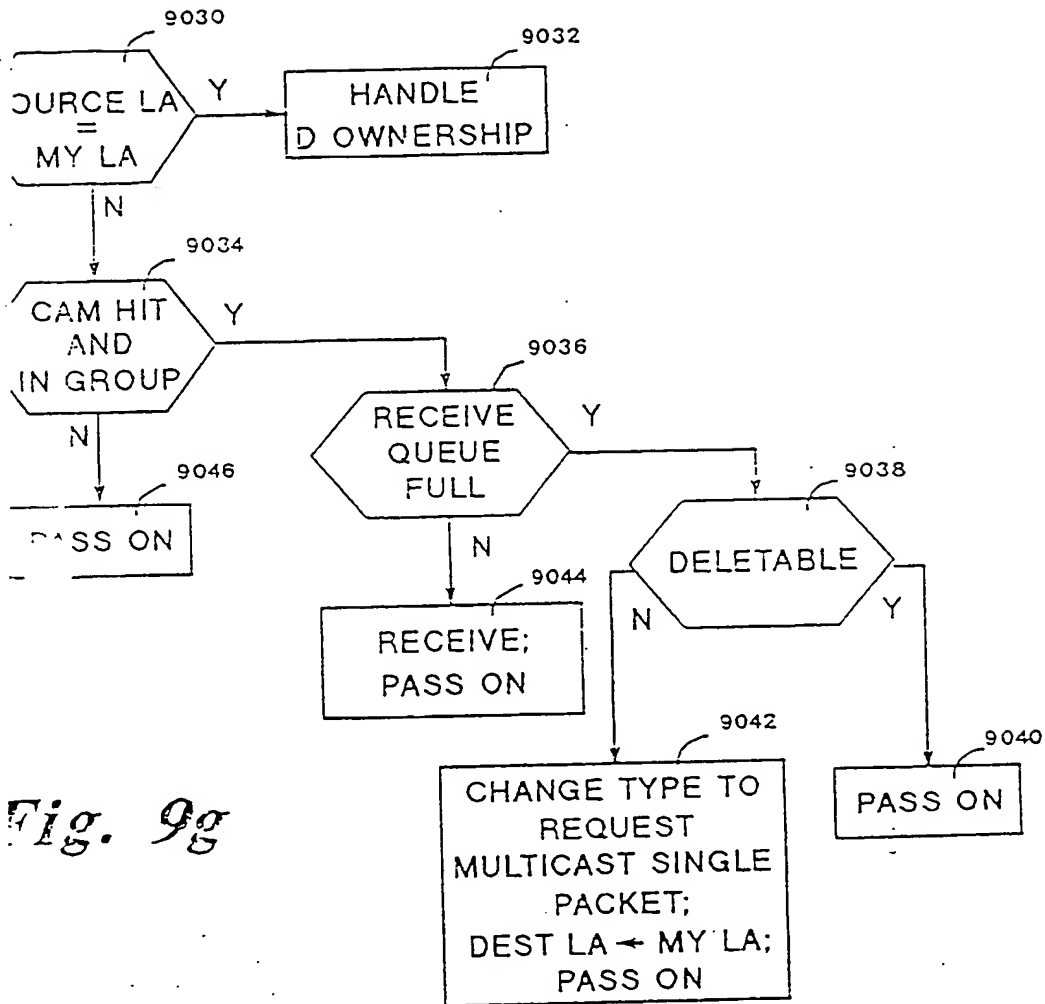 9030
OURCE LA
=
MY LA
Y
9032
HANDLE
D OWNERSHIP
N
9034
CAM HIT
AND
IN GROUP
Y
9036
RECEIVE
QUEUE
FULL
Y
N
9046
PASS ON
9038
DELETABLE
N
9044
RECEIVE;
PASS ON
N
Y
9042
CHANGE TYPE TO
REQUEST
MULTICAST SINGLE
PACKET;
DEST LA ← MY LA;
PASS ON
9040
PASS ON
Fig. 9g